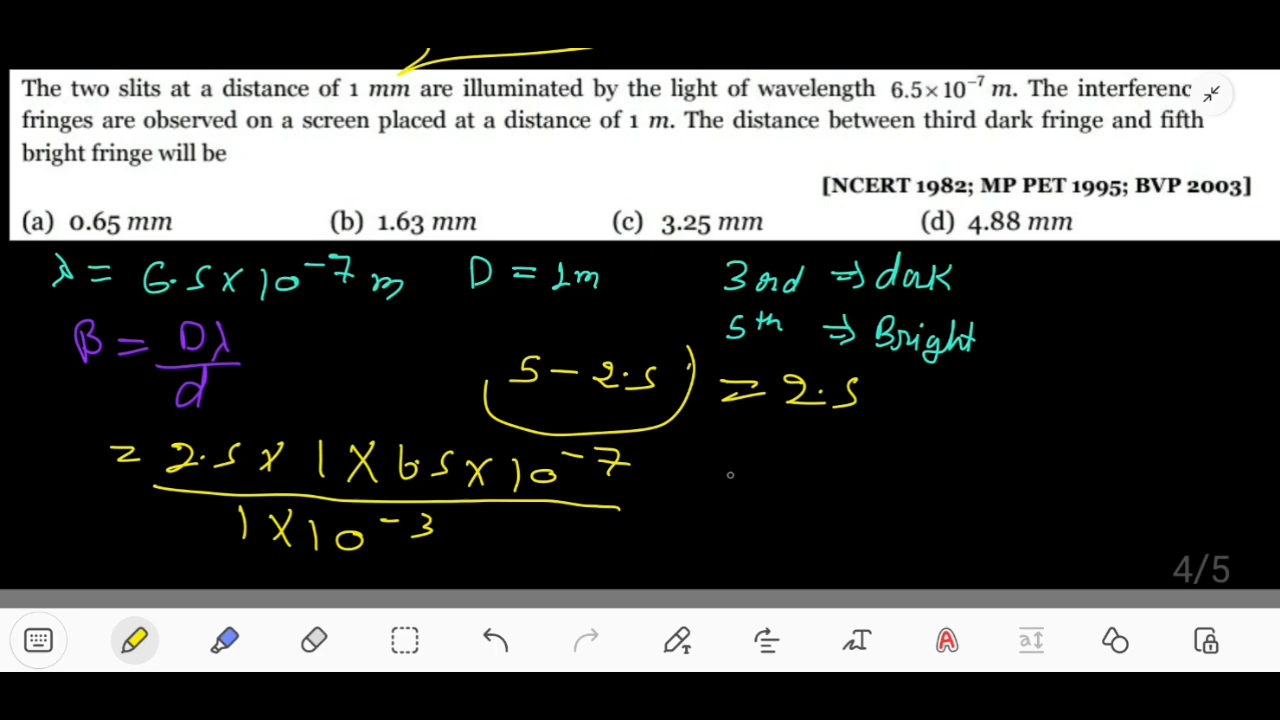 The two slits at a distance of 1 mm are illuminated by the light of wavelength 6.5×10⁻⁷ m. The interferenc
fringes are observed on a screen placed at a distance of 1 m. The distance between third dark fringe and fifth
bright fringe will be
[NCERT 1982; MP PET 1995; BVP 2003]
(a) 0.65 mm (b) 1.63 mm (c) 3.25 mm (d) 4.88 mm
λ = 6.5×10⁻⁷ m D = 1m 3rd ⇒ dark
5th ⇒ Bright
β = Dλ/d
5 - 2.5) = 2.5
= 2.5 × 1 × 6.5 × 10⁻⁷
1 × 10⁻³
4/5
T
A
a